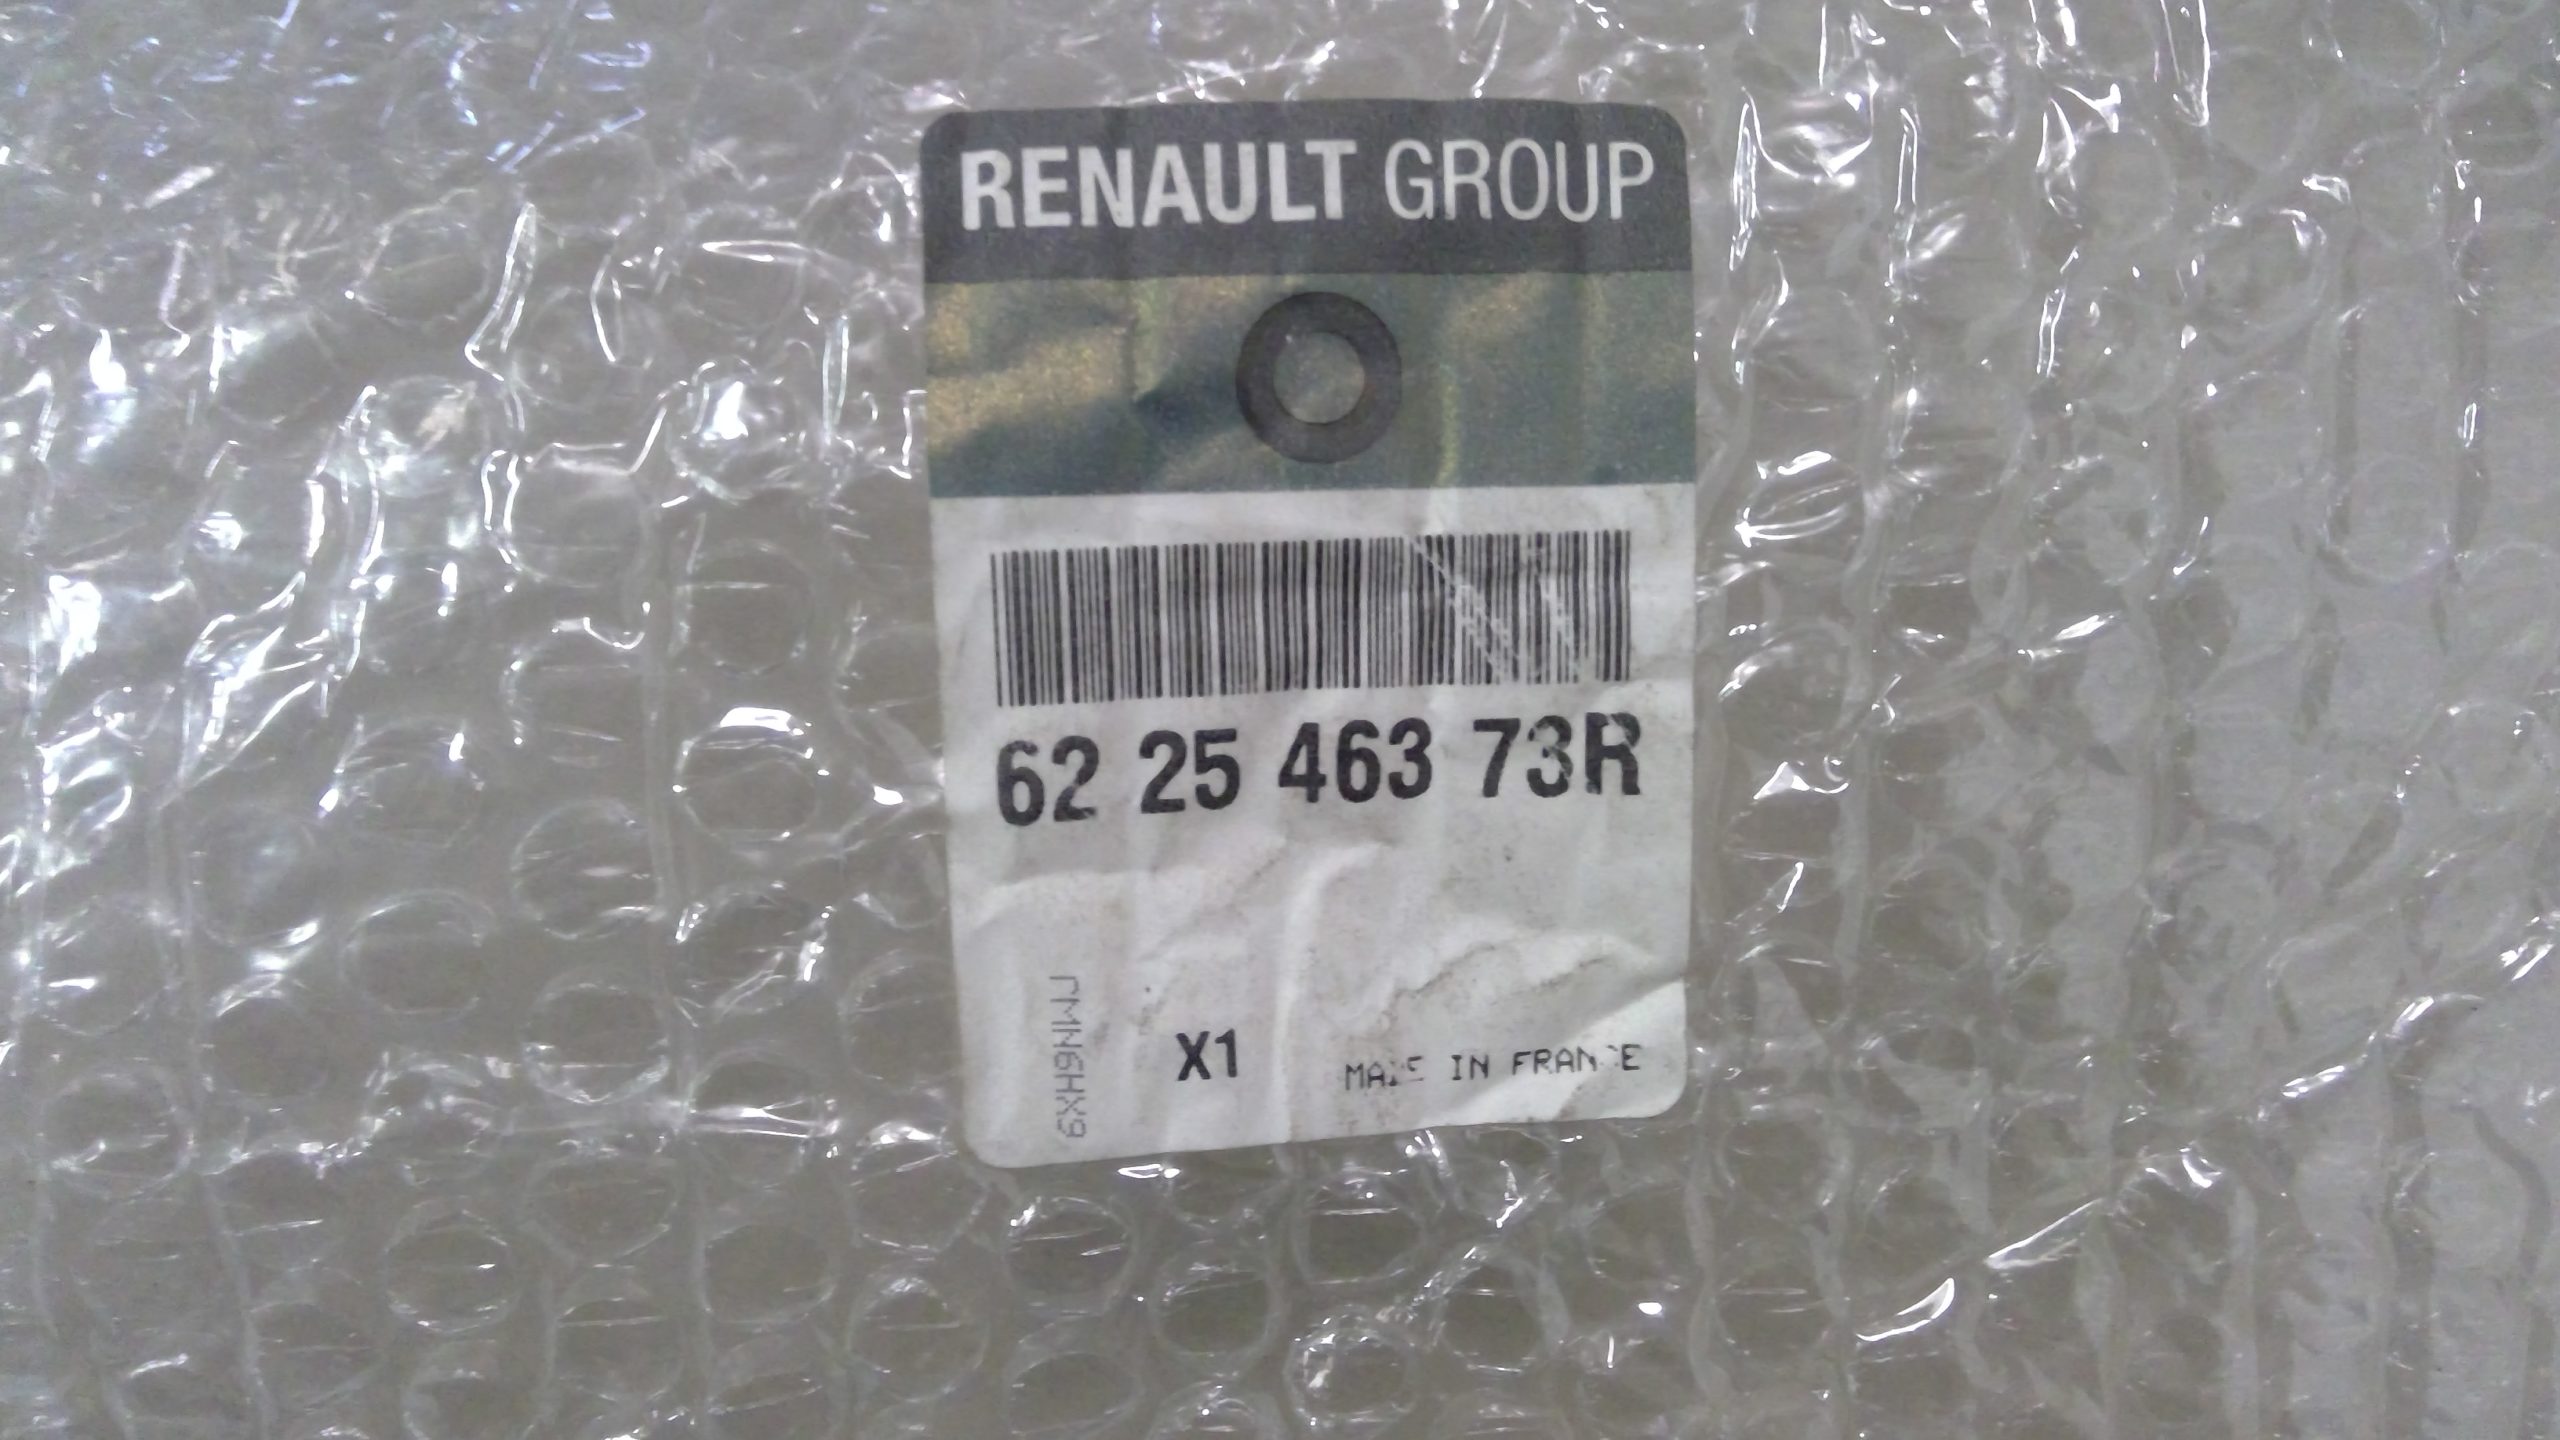 RENAULT GROUP
62 25 463 73R
X1
MADE IN FRANCE